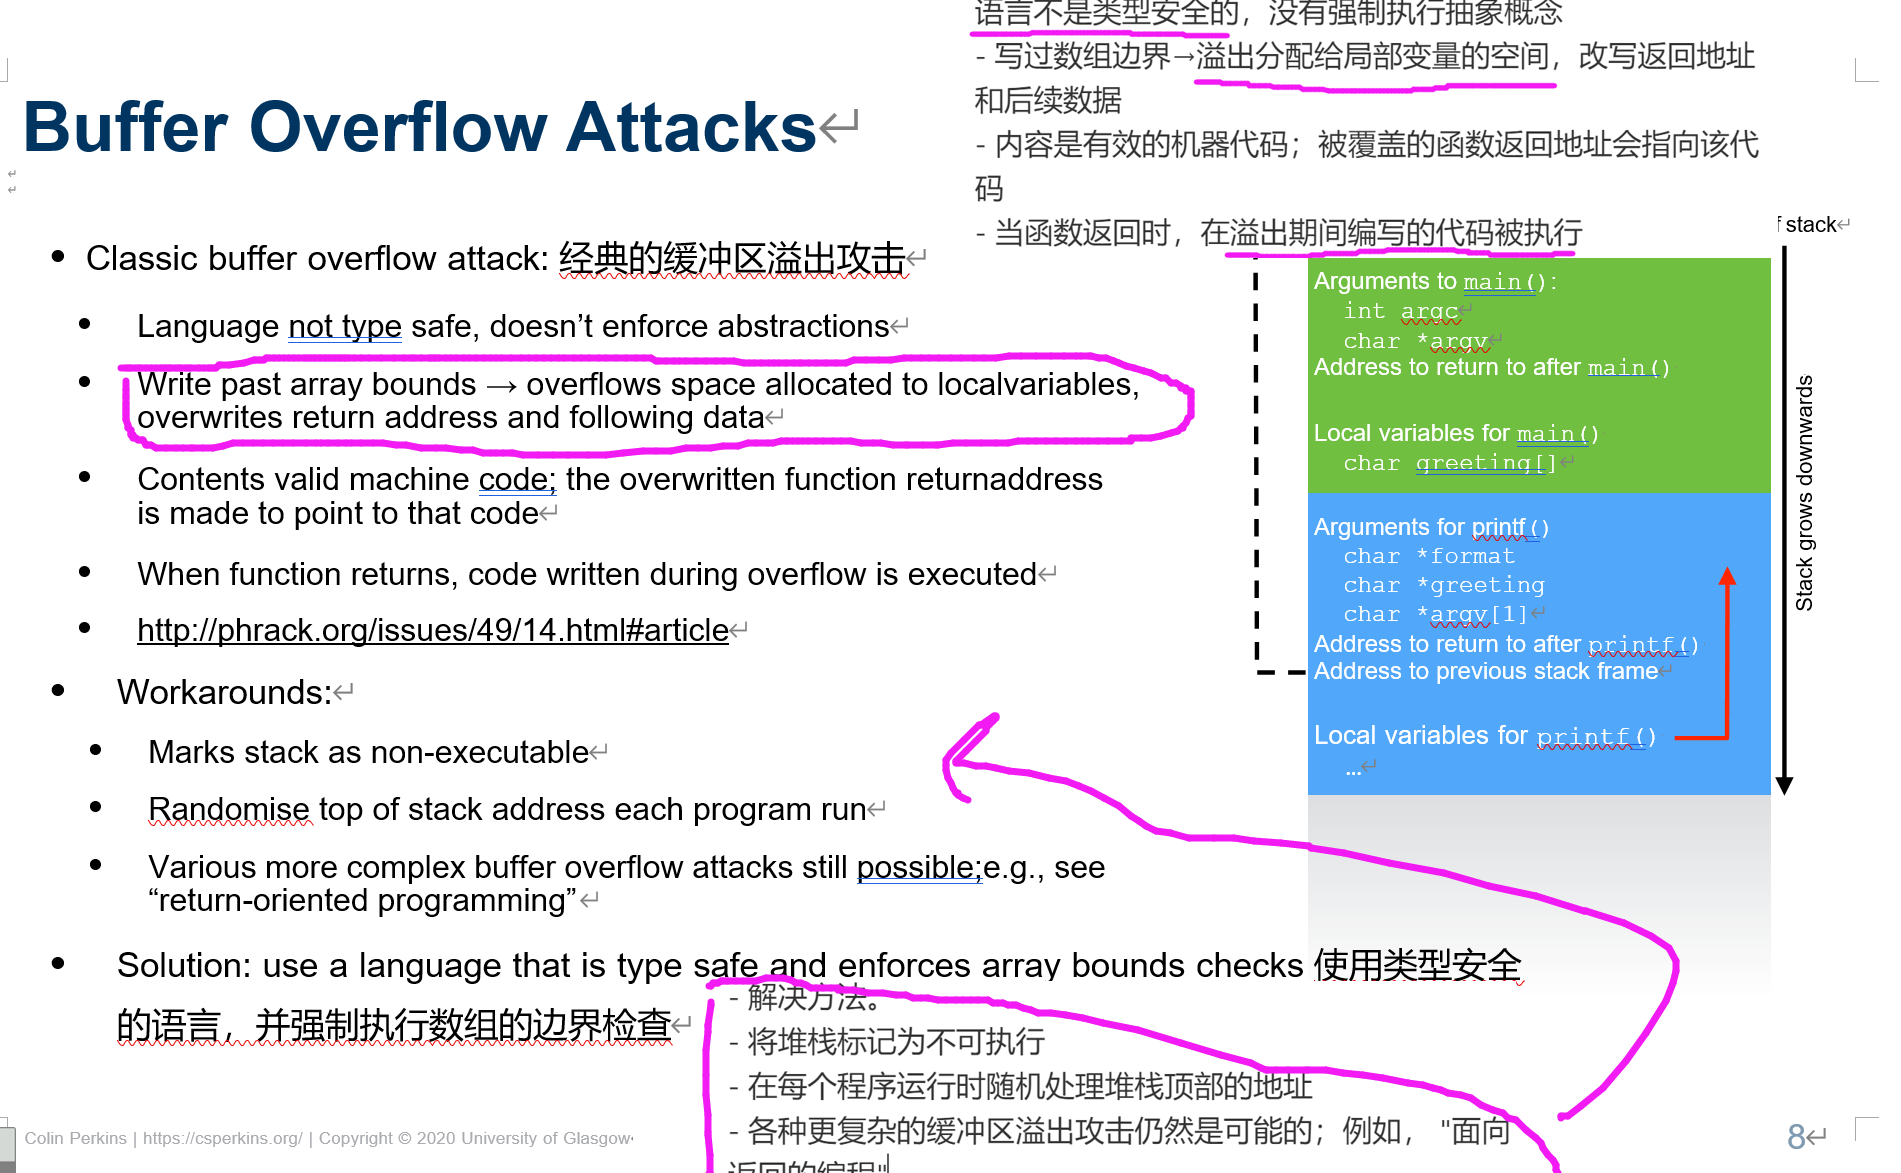 语言不是类型安全的，没有强制执行抽象概念
- 写过数组边界→溢出分配给局部变量的空间，改写返回地址
和后续数据
- 内容是有效的机器代码；被覆盖的函数返回地址会指向该代
码
- 当函数返回时，在溢出期间编写的代码被执行
Buffer Overflow Attacks
• Classic buffer overflow attack: 经典的缓冲区溢出攻击
• Language not type safe, doesn’t enforce abstractions
• Write past array bounds → overflows space allocated to localvariables,
overwrites return address and following data
• Contents valid machine code; the overwritten function returnaddress
is made to point to that code
• When function returns, code written during overflow is executed
• http://phrack.org/issues/49/14.html#article
• Workarounds:
• Marks stack as non-executable
• Randomise top of stack address each program run
• Various more complex buffer overflow attacks still possible;e.g., see
“return-oriented programming”
• Solution: use a language that is type safe and enforces array bounds checks 使用类型安全
的语言，并强制执行数组的边界检查
f stack
Arguments to main():
int argc
char *argv
Address to return to after main()
Local variables for main()
char greeting[]
Arguments for printf()
char *format
char *greeting
char *argv[1]
Address to return to after printf()
Address to previous stack frame
Local variables for printf()
...
Stack grows downwards
- 解决方法。
- 将堆栈标记为不可执行
- 在每个程序运行时随机处理堆栈顶部的地址
- 各种更复杂的缓冲区溢出攻击仍然是可能的；例如， "面向
返回的编程"
Colin Perkins | https://csperkins.org/ | Copyright © 2020 University of Glasgow
8